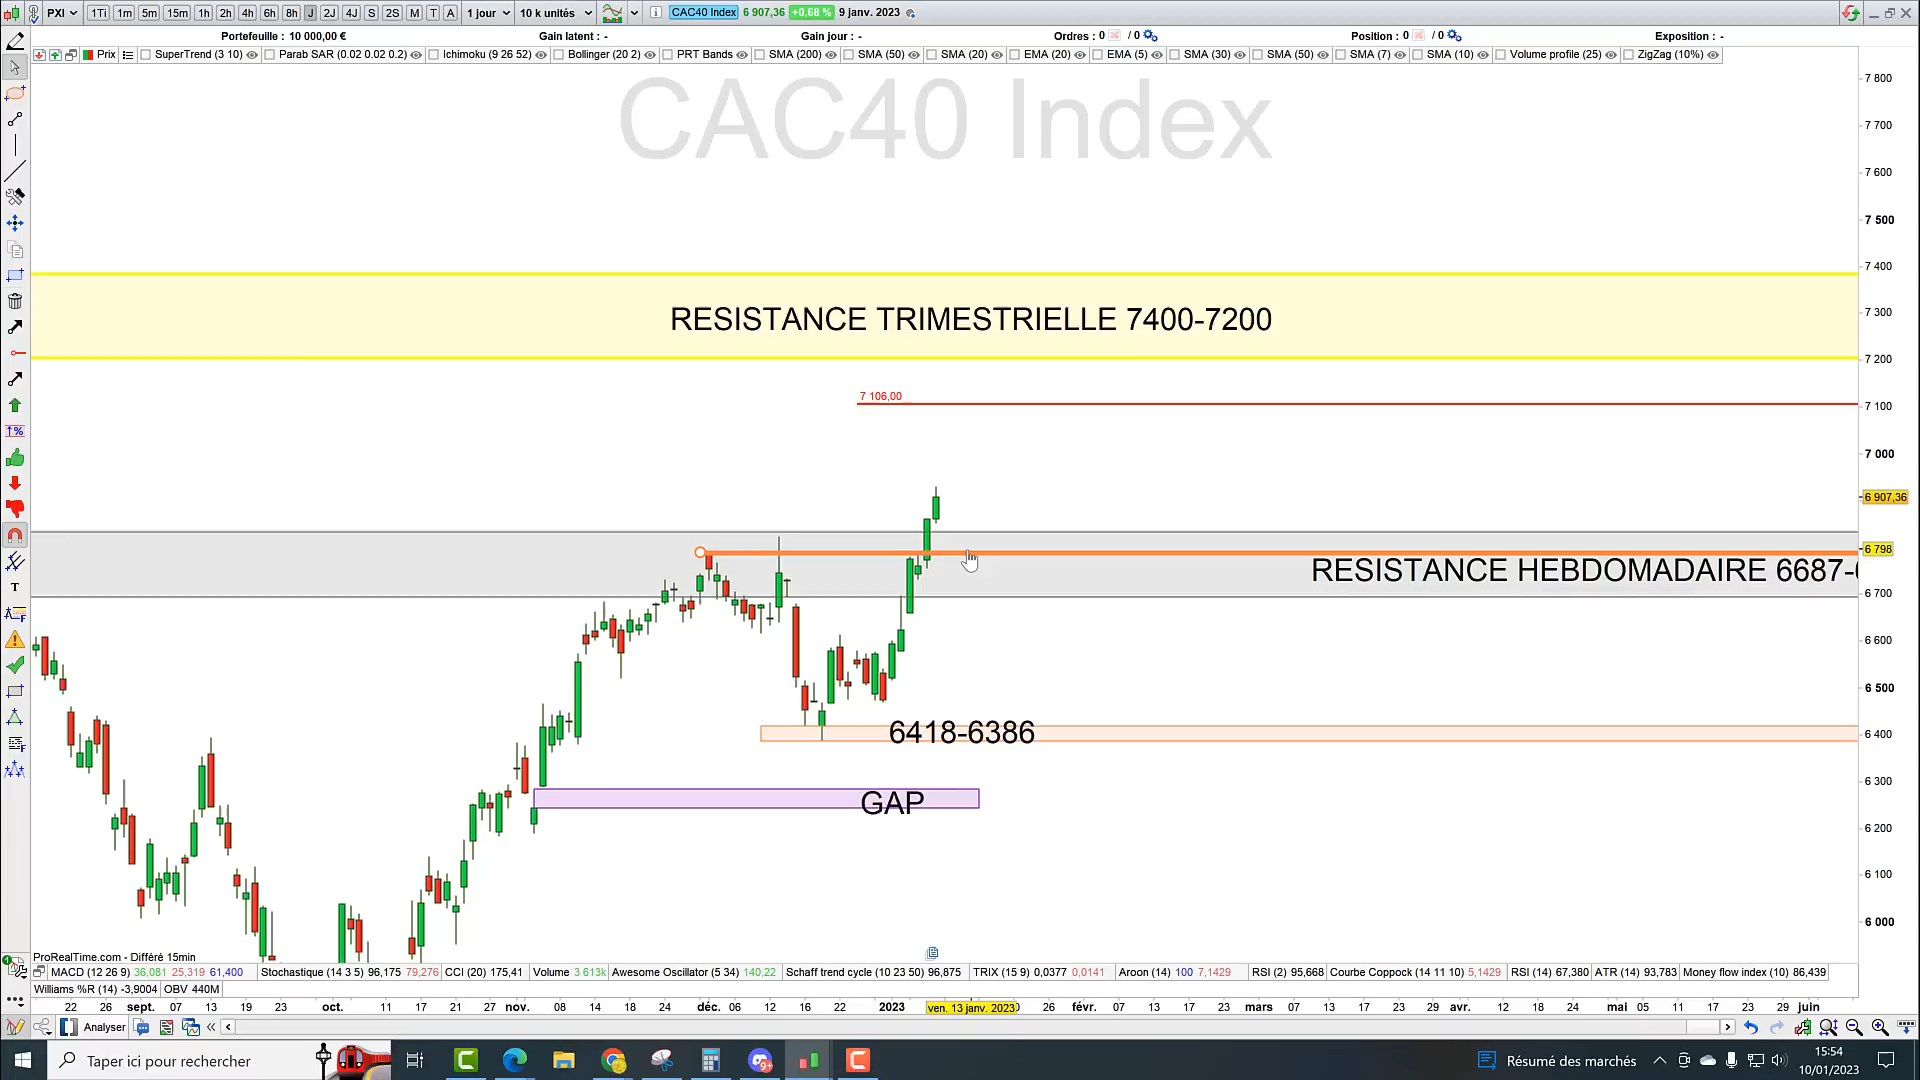 PXI 1Ti 1m 5m 15m 1h 2h 4h 6h 8h J 2J 4J S 2S M T A 1 jour 10 k unités CAC40 Index 6 907,36 +0,68 % 9 janv. 2023
Portefeuille : 10 000,00 € Gain latent : - Gain jour : - Ordres : 0 / 0 Position : 0 / 0 Exposition : -
Prix SuperTrend (3 10) Parab SAR (0.02 0.02 0.2) Ichimoku (9 26 52) Bollinger (20 2) PRT Bands SMA (200) SMA (50) SMA (20) EMA (20) EMA (5) SMA (30) SMA (50) SMA (7) SMA (10) Volume profile (25) ZigZag (10%)
CAC40 Index
7 800
7 700
7 600
7 500
7 400
RESISTANCE TRIMESTRIELLE 7400-7200
7 300
7 200
7 106,00
7 100
7 000
6 907,36
6 798
RESISTANCE HEBDOMADAIRE 6687-
6 700
6 600
6 500
6418-6386
6 400
6 300
GAP
6 200
6 100
6 000
ProRealTime.com - Différé 15min
MACD (12 26 9) 36,081 25,319 61,400 Stochastique (14 3 5) 96,175 79,276 CCI (20) 175,41 Volume 3 613k Awesome Oscillator (5 34) 140,22 Schaff trend cycle (10 23 50) 96,875 TRIX (15 9) 0,0377 0,0141 Aroon (14) 100 7,1429 RSI (2) 95,668 Courbe Coppock (14 11 10) 5,1429 RSI (14) 67,380 ATR (14) 93,783 Money flow index (10) 86,439
Williams %R (14) -3,9004 OBV 440M
22 26 sept. 07 13 19 23 oct. 11 17 21 27 nov. 08 14 18 24 déc. 06 12 16 22 2023 ven. 13 janv. 2023 26 févr. 07 13 17 23 mars 07 13 17 23 29 avr. 12 18 24 mai 11 17 23 29 juin
Analyser
Taper ici pour rechercher
Résumé des marchés
15:54
10/01/2023